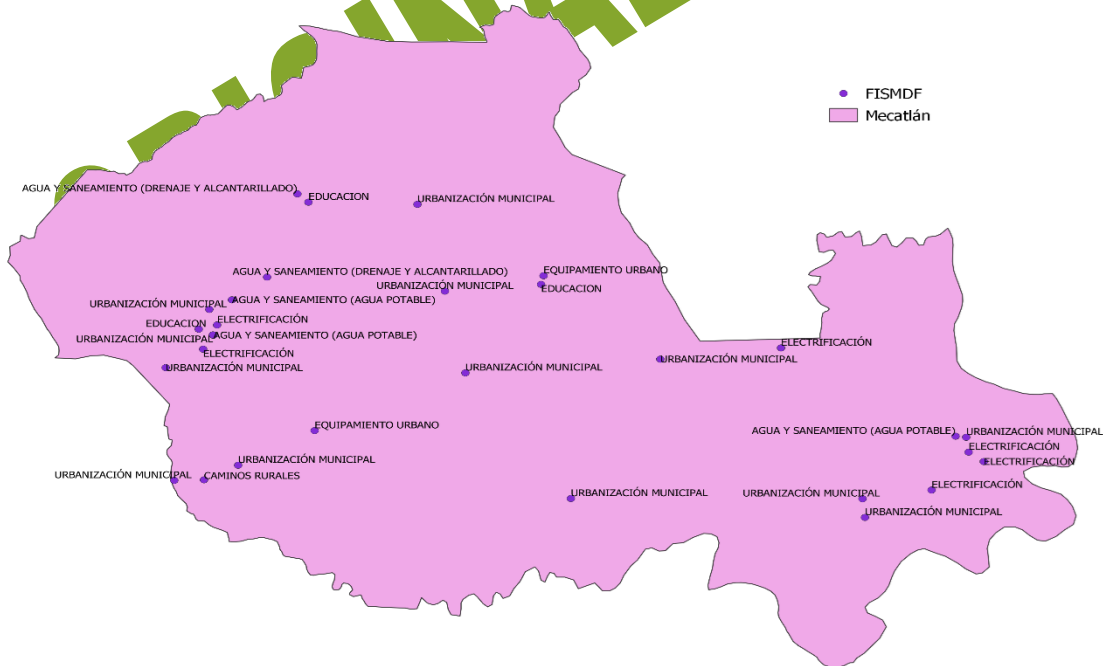 FISMDF
Mecatlán
AGUA Y SANEAMIENTO (DRENAJE Y ALCANTARILLADO)
EDUCACION
URBANIZACIÓN MUNICIPAL
AGUA Y SANEAMIENTO (DRENAJE Y ALCANTARILLADO)
EQUIPAMIENTO URBANO
URBANIZACIÓN MUNICIPAL
EDUCACION
AGUA Y SANEAMIENTO (AGUA POTABLE)
URBANIZACIÓN MUNICIPAL
ELECTRIFICACIÓN
EDUCACION
AGUA Y SANEAMIENTO (AGUA POTABLE)
URBANIZACIÓN MUNICIPAL
ELECTRIFICACIÓN
ELECTRIFICACIÓN
URBANIZACIÓN MUNICIPAL
URBANIZACIÓN MUNICIPAL
URBANIZACIÓN MUNICIPAL
EQUIPAMIENTO URBANO
AGUA Y SANEAMIENTO (AGUA POTABLE)
URBANIZACIÓN MUNICIPAL
ELECTRIFICACIÓN
URBANIZACIÓN MUNICIPAL
ELECTRIFICACIÓN
URBANIZACIÓN MUNICIPAL
CAMINOS RURALES
ELECTRIFICACIÓN
URBANIZACIÓN MUNICIPAL
URBANIZACIÓN MUNICIPAL
URBANIZACIÓN MUNICIPAL